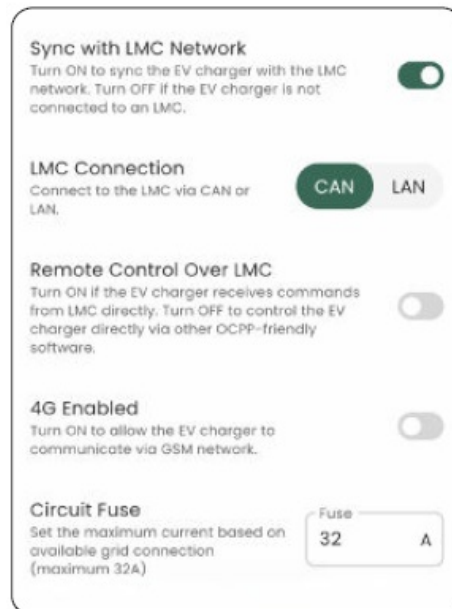 Sync with LMC Network
Turn ON to sync the EV charger with the LMC
network. Turn OFF if the EV charger is not
connected to an LMC.
LMC Connection
Connect to the LMC via CAN or
LAN.
CAN LAN
Remote Control Over LMC
Turn ON if the EV charger receives commands
from LMC directly. Turn OFF to control the EV
charger directly via other OCPP-friendly
software.
4G Enabled
Turn ON to allow the EV charger to
communicate via GSM network.
Circuit Fuse
Set the maximum current based on
available grid connection
(maximum 32A)
Fuse
32 A